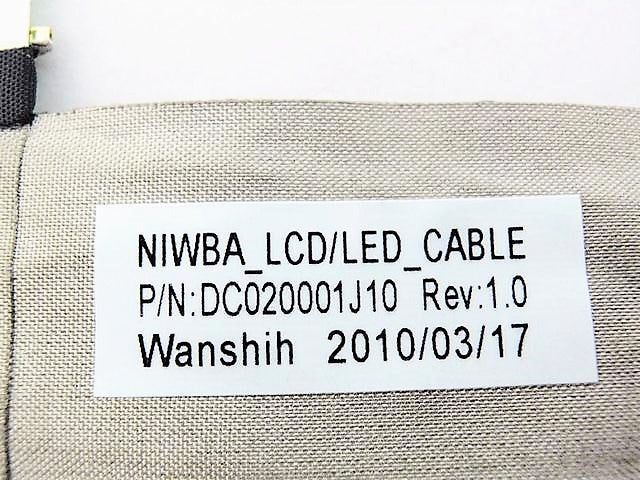 NIWBA_LCD/LED_CABLE
P/N:DC020001J10 Rev:1.0
Wanshih 2010/03/17